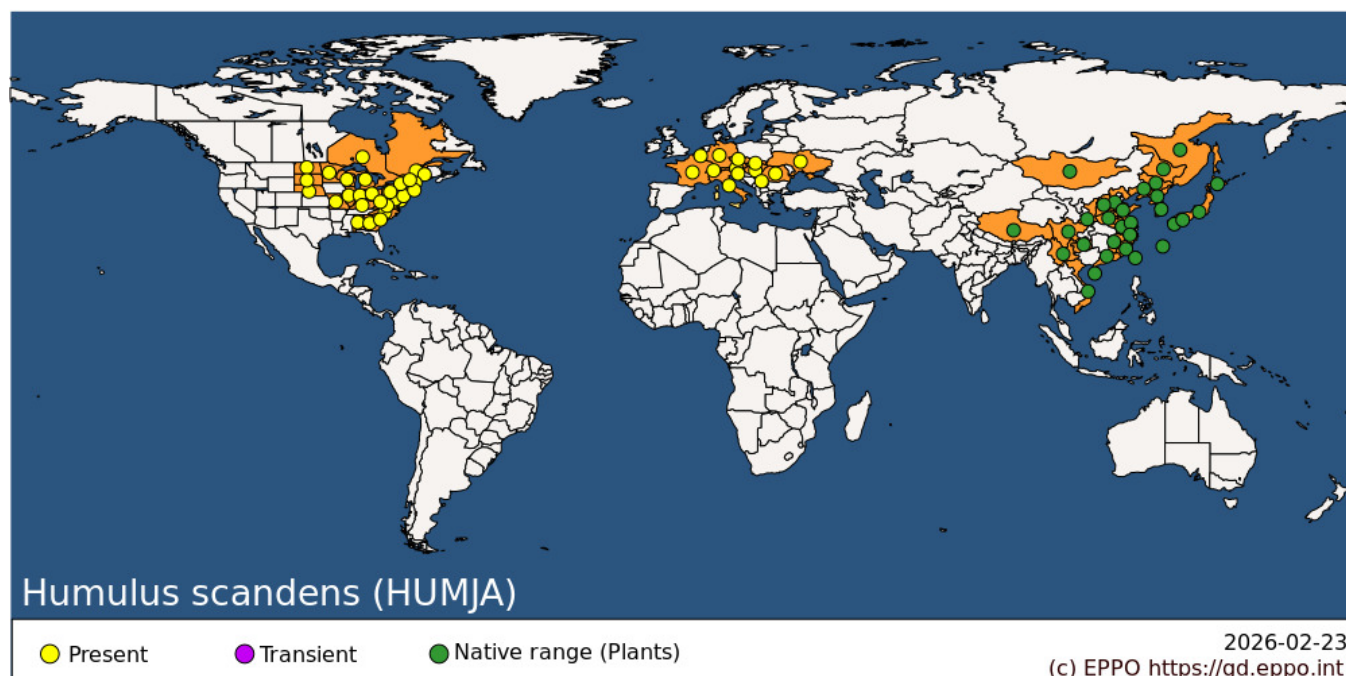 Humulus scandens (HUMJA)
Present
Transient
Native range (Plants)
2026-02-23
(c) EPPO https://gd.eppo.int